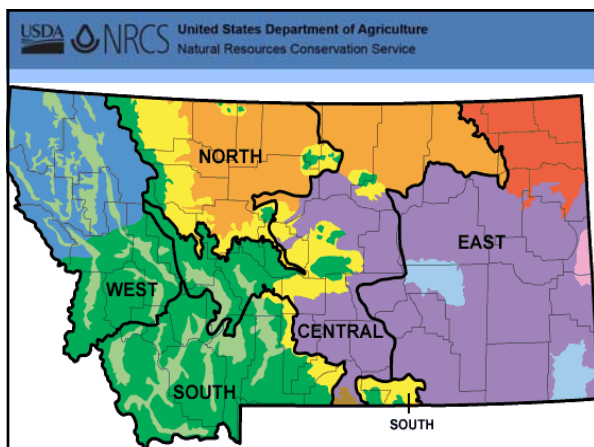 USDA NRCS United States Department of Agriculture
Natural Resources Conservation Service
NORTH
EAST
WEST
CENTRAL
SOUTH
SOUTH